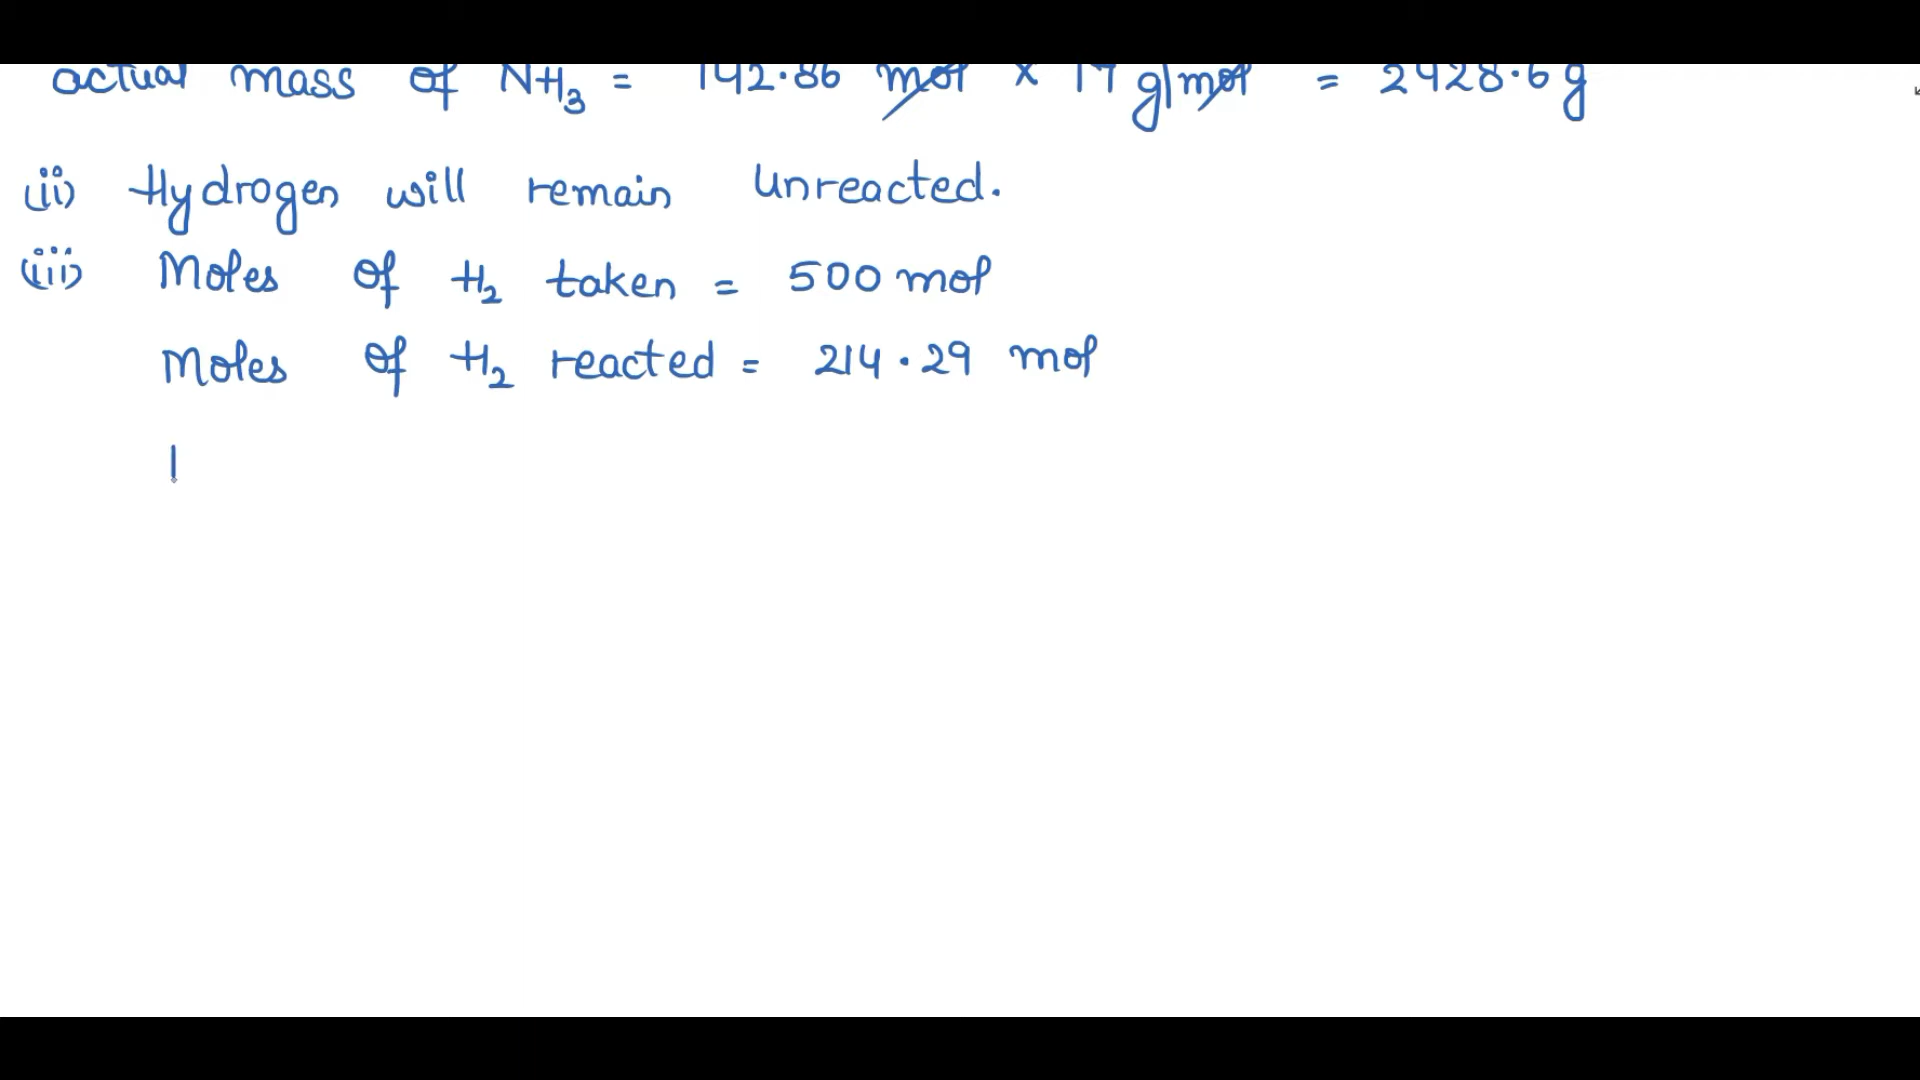 actual mass of NH₃ = 142.86 mol × 17 g/mol = 2428.6 g
(ii) Hydrogen will remain Unreacted.
(iii) Moles of H₂ taken = 500 mol
Moles of H₂ reacted = 214.29 mol